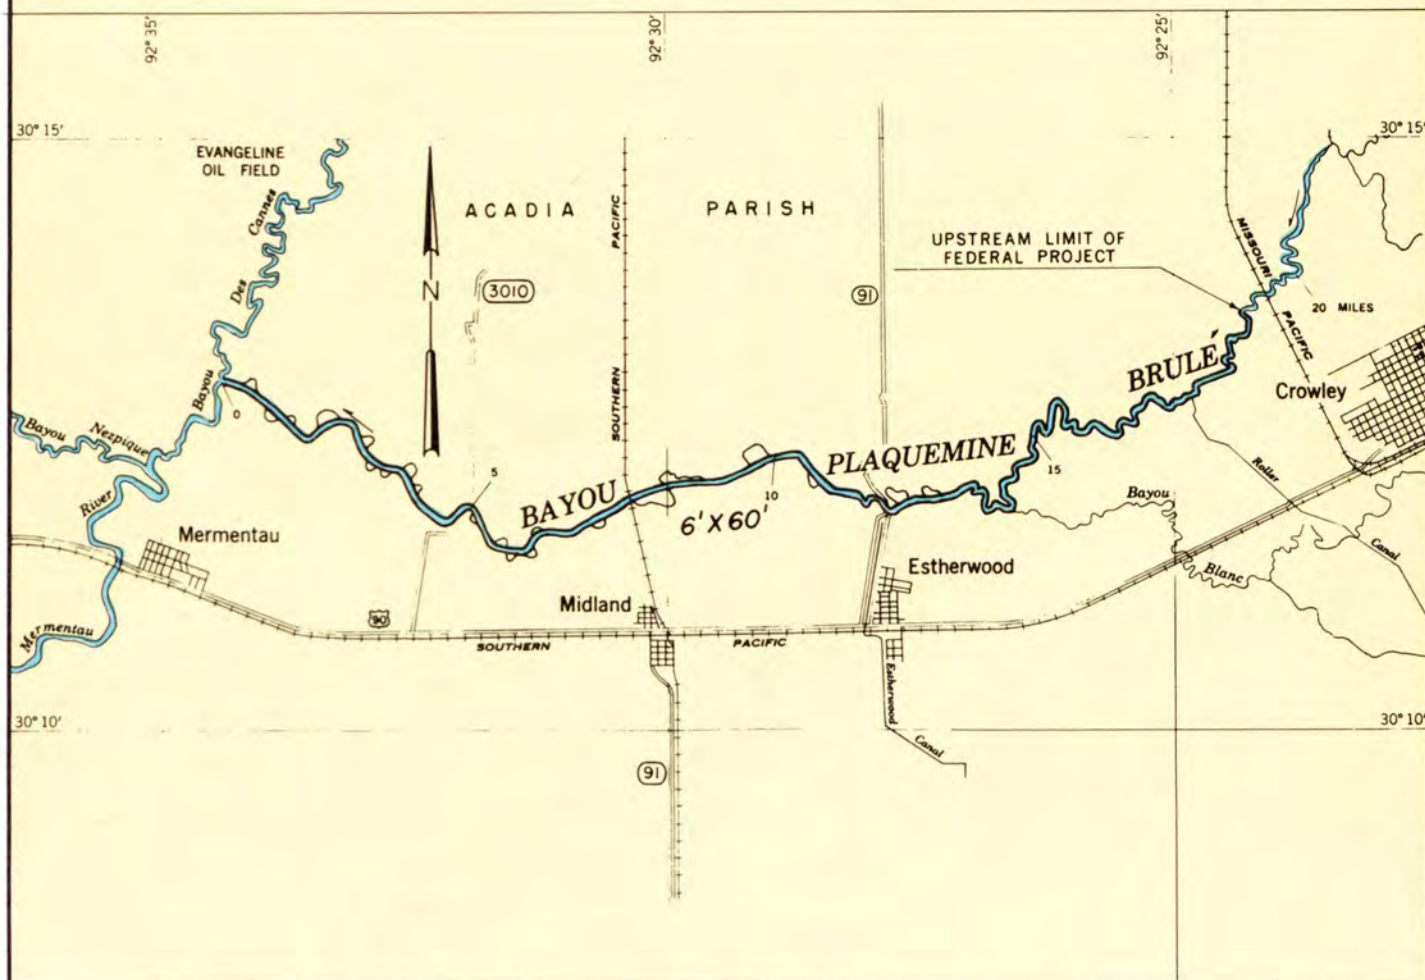 92° 35'
92° 30'
92° 25'
30° 15'
30° 15'
EVANGELINE
OIL FIELD
Bayou Des Cannes
ACADIA PARISH
SOUTHERN PACIFIC
N
3010
91
UPSTREAM LIMIT OF
FEDERAL PROJECT
MISSOURI PACIFIC
20 MILES
Crowley
BAYOU PLAQUEMINE BRULÉ
0
5
10
15
6' X 60'
Bayou Nezpique
Mermentau River
Mermentau
Midland
Estherwood
Roller Canal
Bayou Blanc
90
SOUTHERN PACIFIC
Estherwood Canal
30° 10'
30° 10'
91